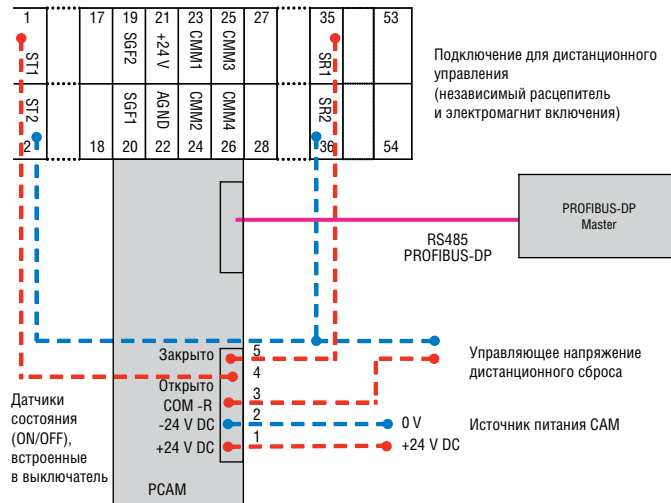 1 17 19 21 23 25 27 35 53
ST1 SGF2 +24 V CMM1 CMM3 SR1
ST2 SGF1 AGND CMM2 CMM4 SR2
2 18 20 22 24 26 28 36 54
Подключение для дистанционного
управления
(независимый расцепитель
и электромагнит включения)
PROFIBUS-DP
Master
RS485
PROFIBUS-DP
Закрыто 5
4
Открыто
COM -R 3
-24 V DC 2 0 V
+24 V DC 1 +24 V DC
Управляющее напряжение
дистанционного сброса
Источник питания CAM
Датчики
состояния
(ON/OFF),
встроенные
в выключатель
PCAM